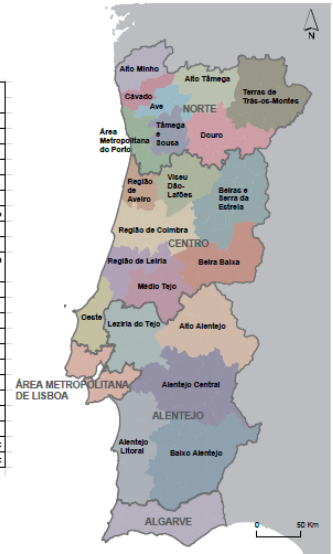 N
Alto Minho
Alto Tâmega
Terras de
Trás-os-Montes
Cávado
Ave
NORTE
Área
Metropolitana
do Porto
Tâmega
e
Sousa
Douro
Região
de
Aveiro
Viseu
Dão-
Lafões
Beiras e
Serra da
Estrela
Região de Coimbra
CENTRO
Região de Leiria
Beira Baixa
Médio Tejo
Oeste
Lezíria do Tejo
Alto Alentejo
ÁREA METROPOLITANA
DE LISBOA
Alentejo Central
ALENTEJO
Alentejo
Litoral
Baixo Alentejo
ALGARVE
0 50 Km